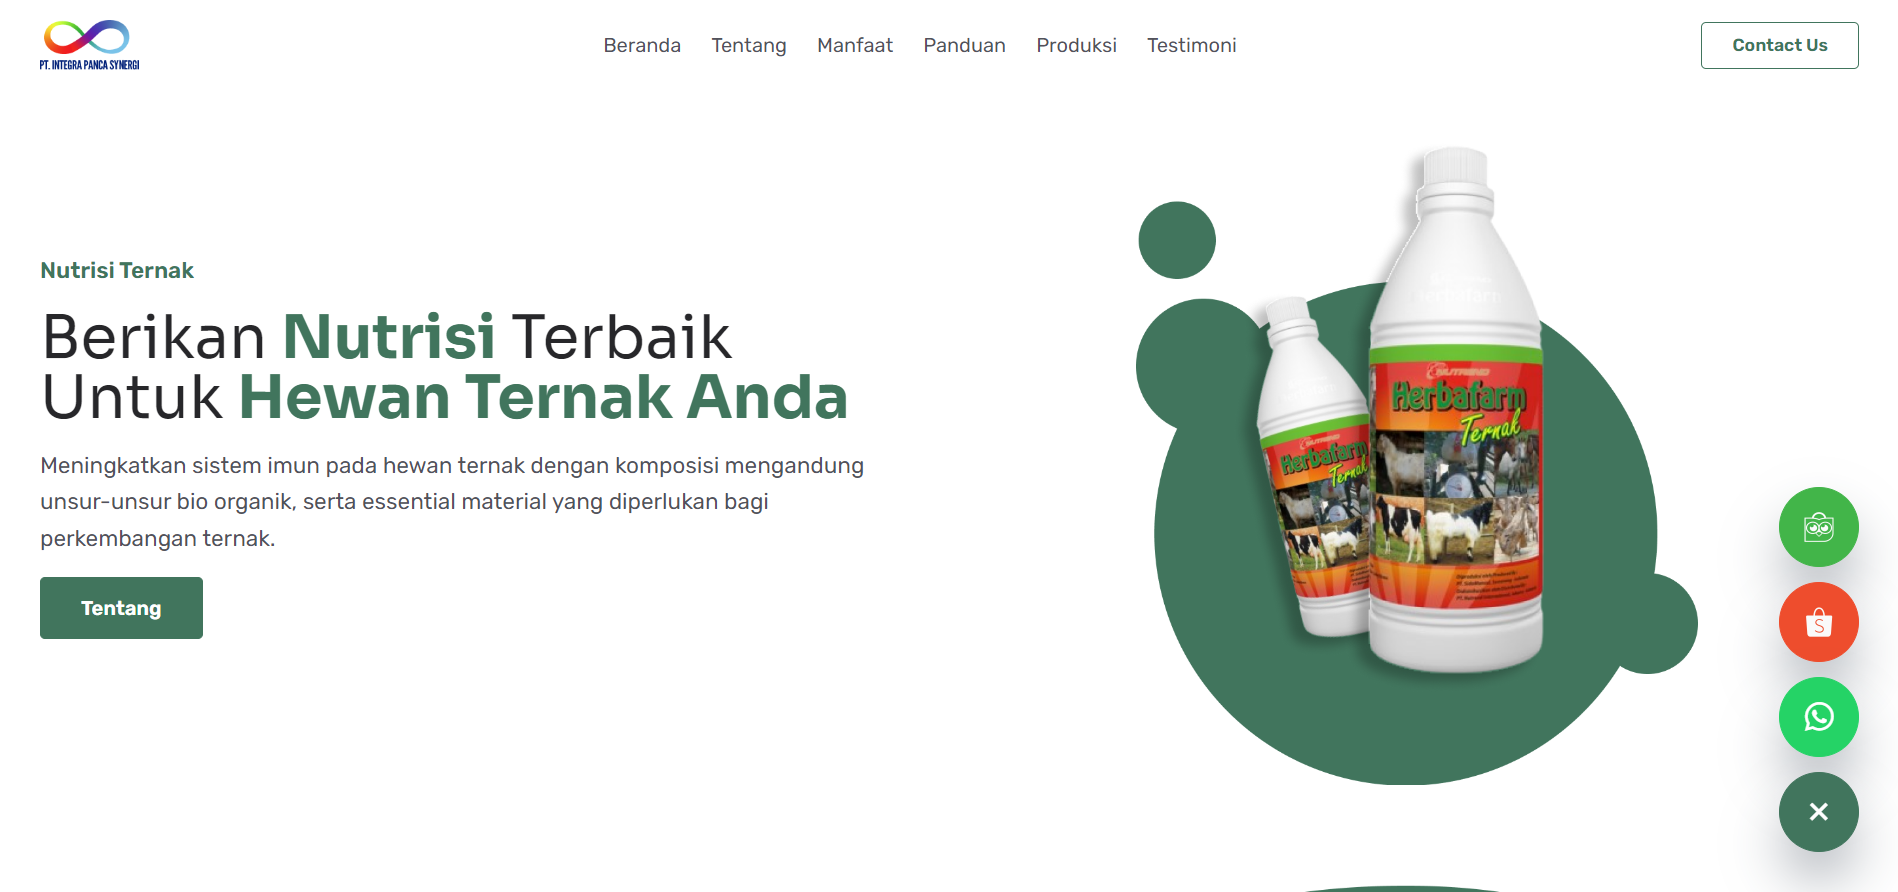 PT. INTEGRA PANCA SYNERGI
Beranda
Tentang
Manfaat
Panduan
Produksi
Testimoni
Contact Us
Nutrisi Ternak
Berikan Nutrisi Terbaik
Untuk Hewan Ternak Anda
Meningkatkan sistem imun pada hewan ternak dengan komposisi mengandung
unsur-unsur bio organik, serta essential material yang diperlukan bagi
perkembangan ternak.
Tentang
Herbafarm
Ternak
Herbafarm
Ternak
S